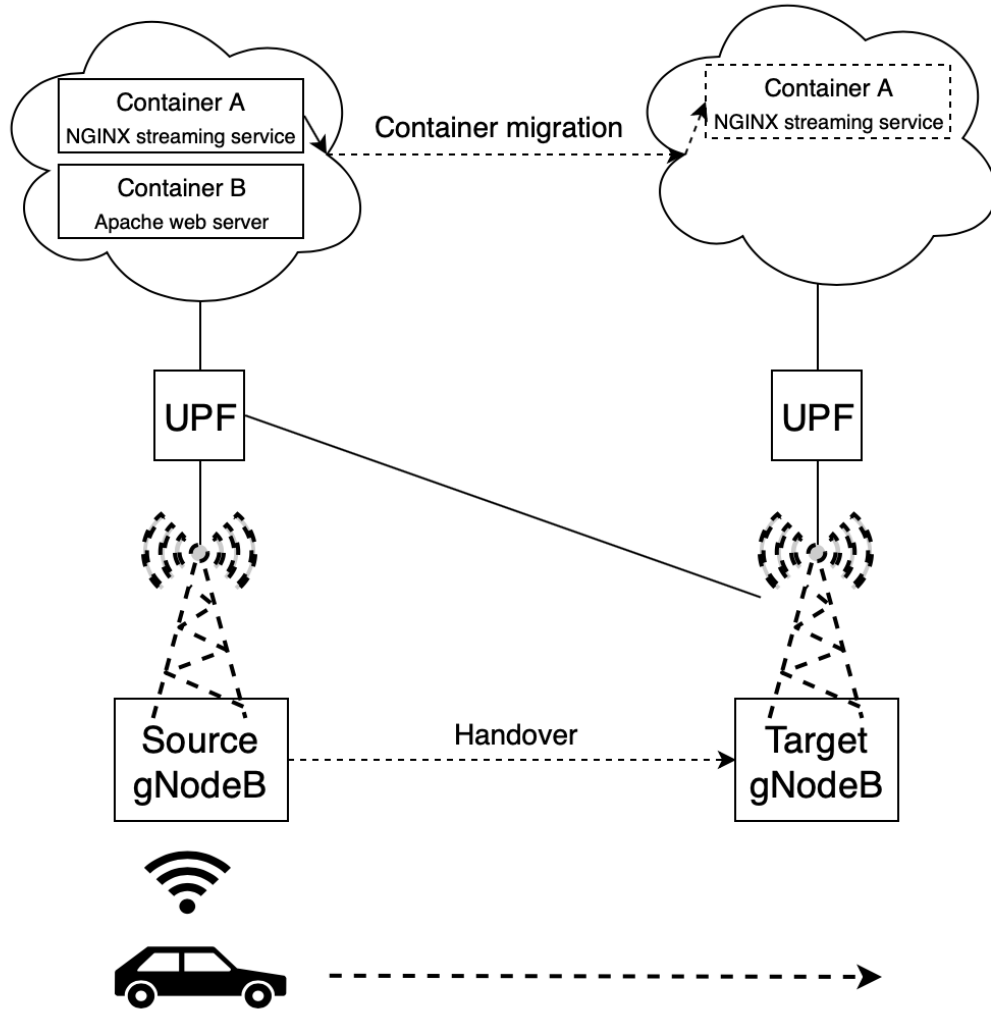 Container A
NGINX streaming service
Container B
Apache web server
Container migration
Container A
NGINX streaming service
UPF
UPF
Source
gNodeB
Handover
Target
gNodeB